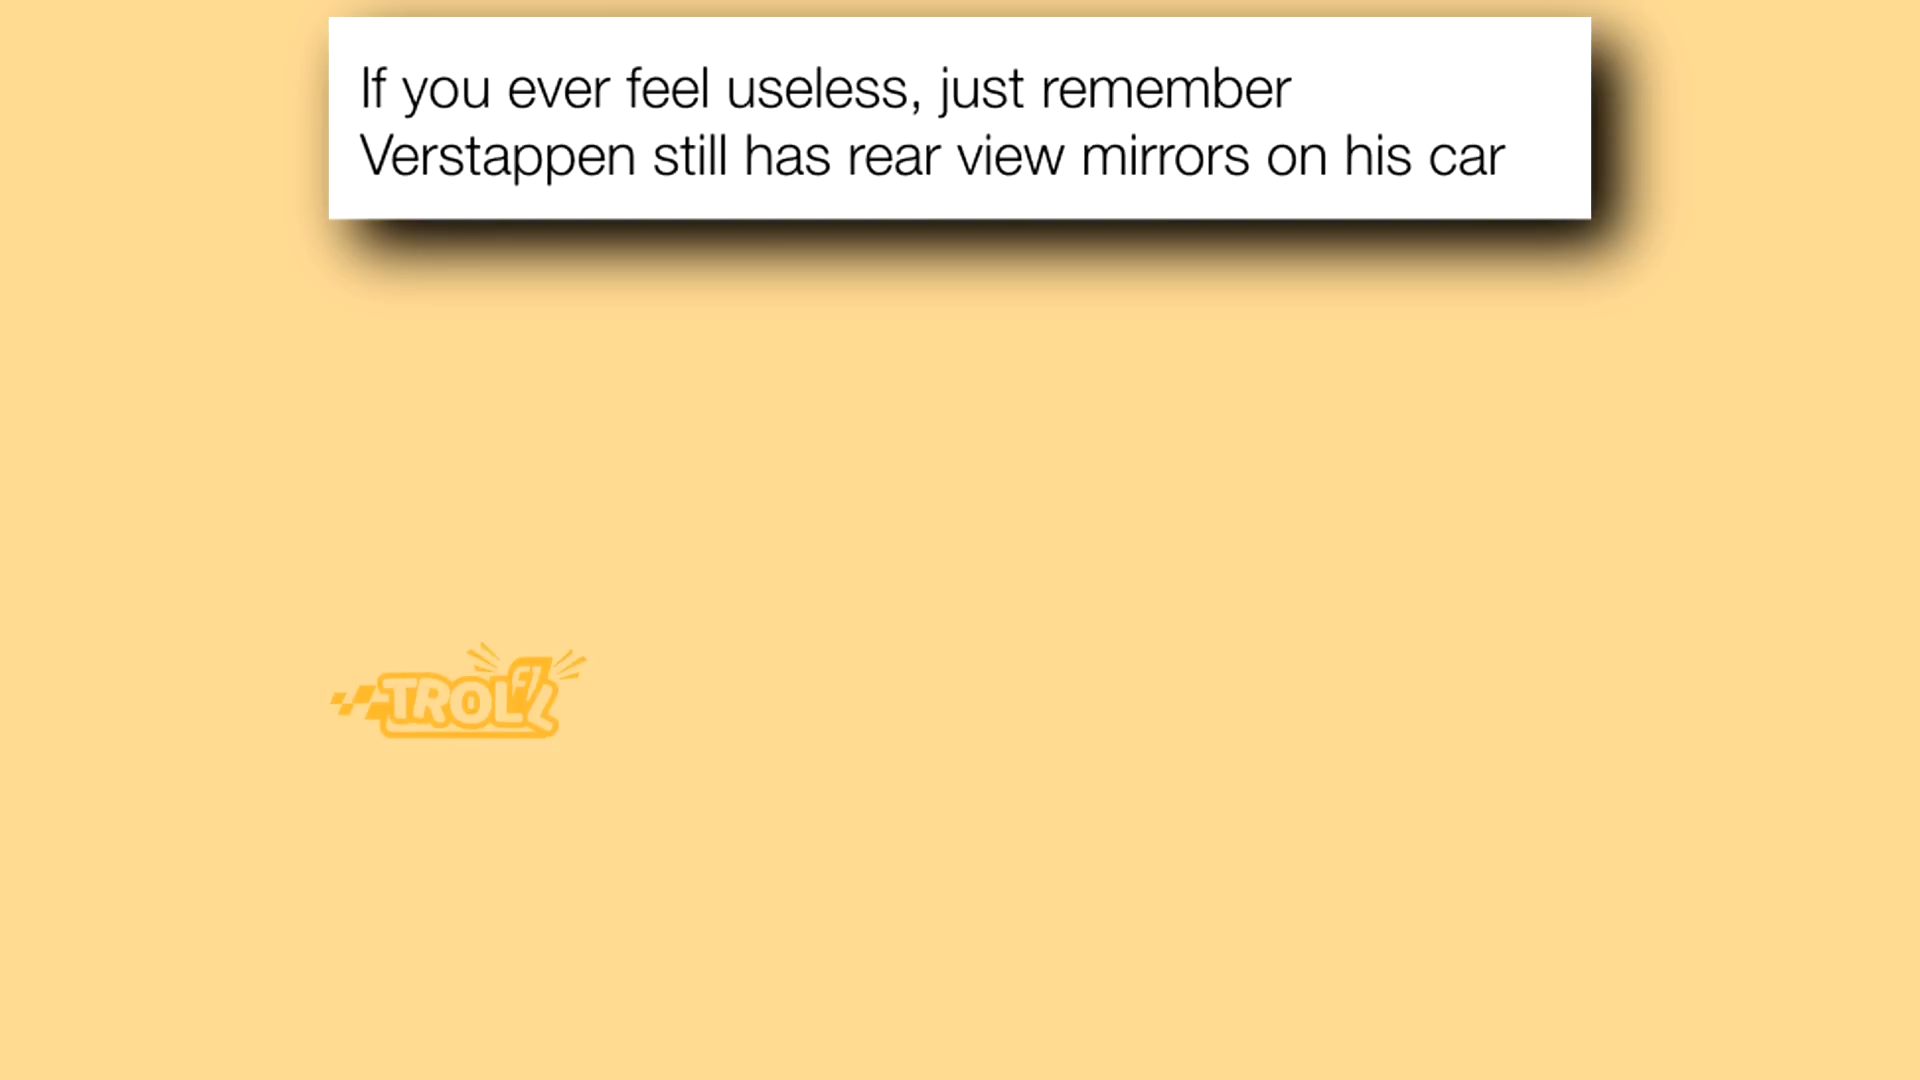 If you ever feel useless, just remember
Verstappen still has rear view mirrors on his car
TROLL
F1